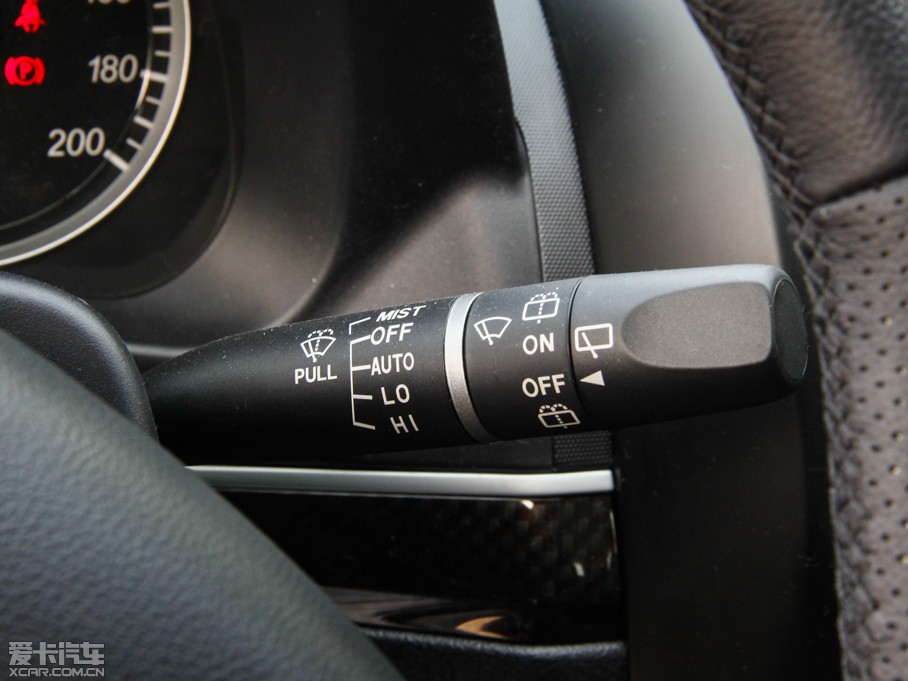 180
200
P
PULL
MIST
OFF
AUTO
LO
HI
ON
OFF
爱卡汽车
XCAR.COM.CN